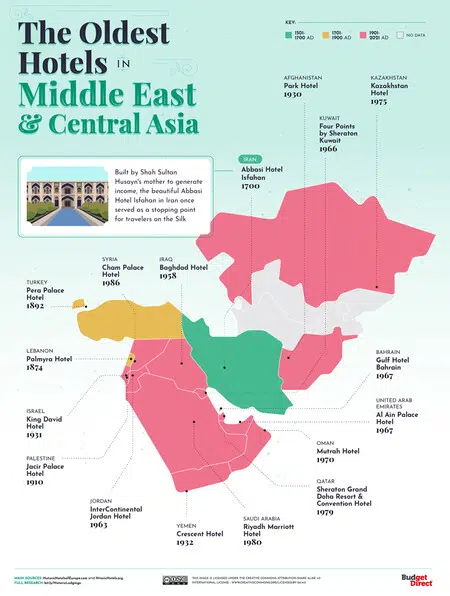 The Oldest
Hotels IN
Middle East
& Central Asia
KEY:
1501-
1700 AD
1701-
1900 AD
1901-
2021 AD
NO DATA
AFGHANISTAN
Park Hotel
1930
KAZAKHSTAN
Kazakhstan
Hotel
1975
KUWAIT
Four Points
by Sheraton
Kuwait
1966
IRAN
Abbasi Hotel
Isfahan
1700
Built by Shah Sultan
Husayn's mother to generate
income, the beautiful Abbasi
Hotel Isfahan in Iran once
served as a stopping point
for travelers on the Silk
SYRIA
Cham Palace
Hotel
1986
IRAQ
Baghdad Hotel
1958
TURKEY
Pera Palace
Hotel
1892
LEBANON
Palmyra Hotel
1874
ISRAEL
King David
Hotel
1931
PALESTINE
Jacir Palace
Hotel
1910
JORDAN
InterContinental
Jordan Hotel
1963
YEMEN
Crescent Hotel
1932
SAUDI ARABIA
Riyadh Marriott
Hotel
1980
QATAR
Sheraton Grand
Doha Resort &
Convention Hotel
1979
OMAN
Mutrah Hotel
1970
UNITED ARAB
EMIRATES
Al Ain Palace
Hotel
1967
BAHRAIN
Gulf Hotel
Bahrain
1967
MAIN SOURCES:
FULL RESEARCH:
THIS IMAGE IS LICENSED UNDER THE CREATIVE COMMONS ATTRIBUTION-SHARE ALIKE 4.0
INTERNATIONAL LICENSE
Budget
Direct